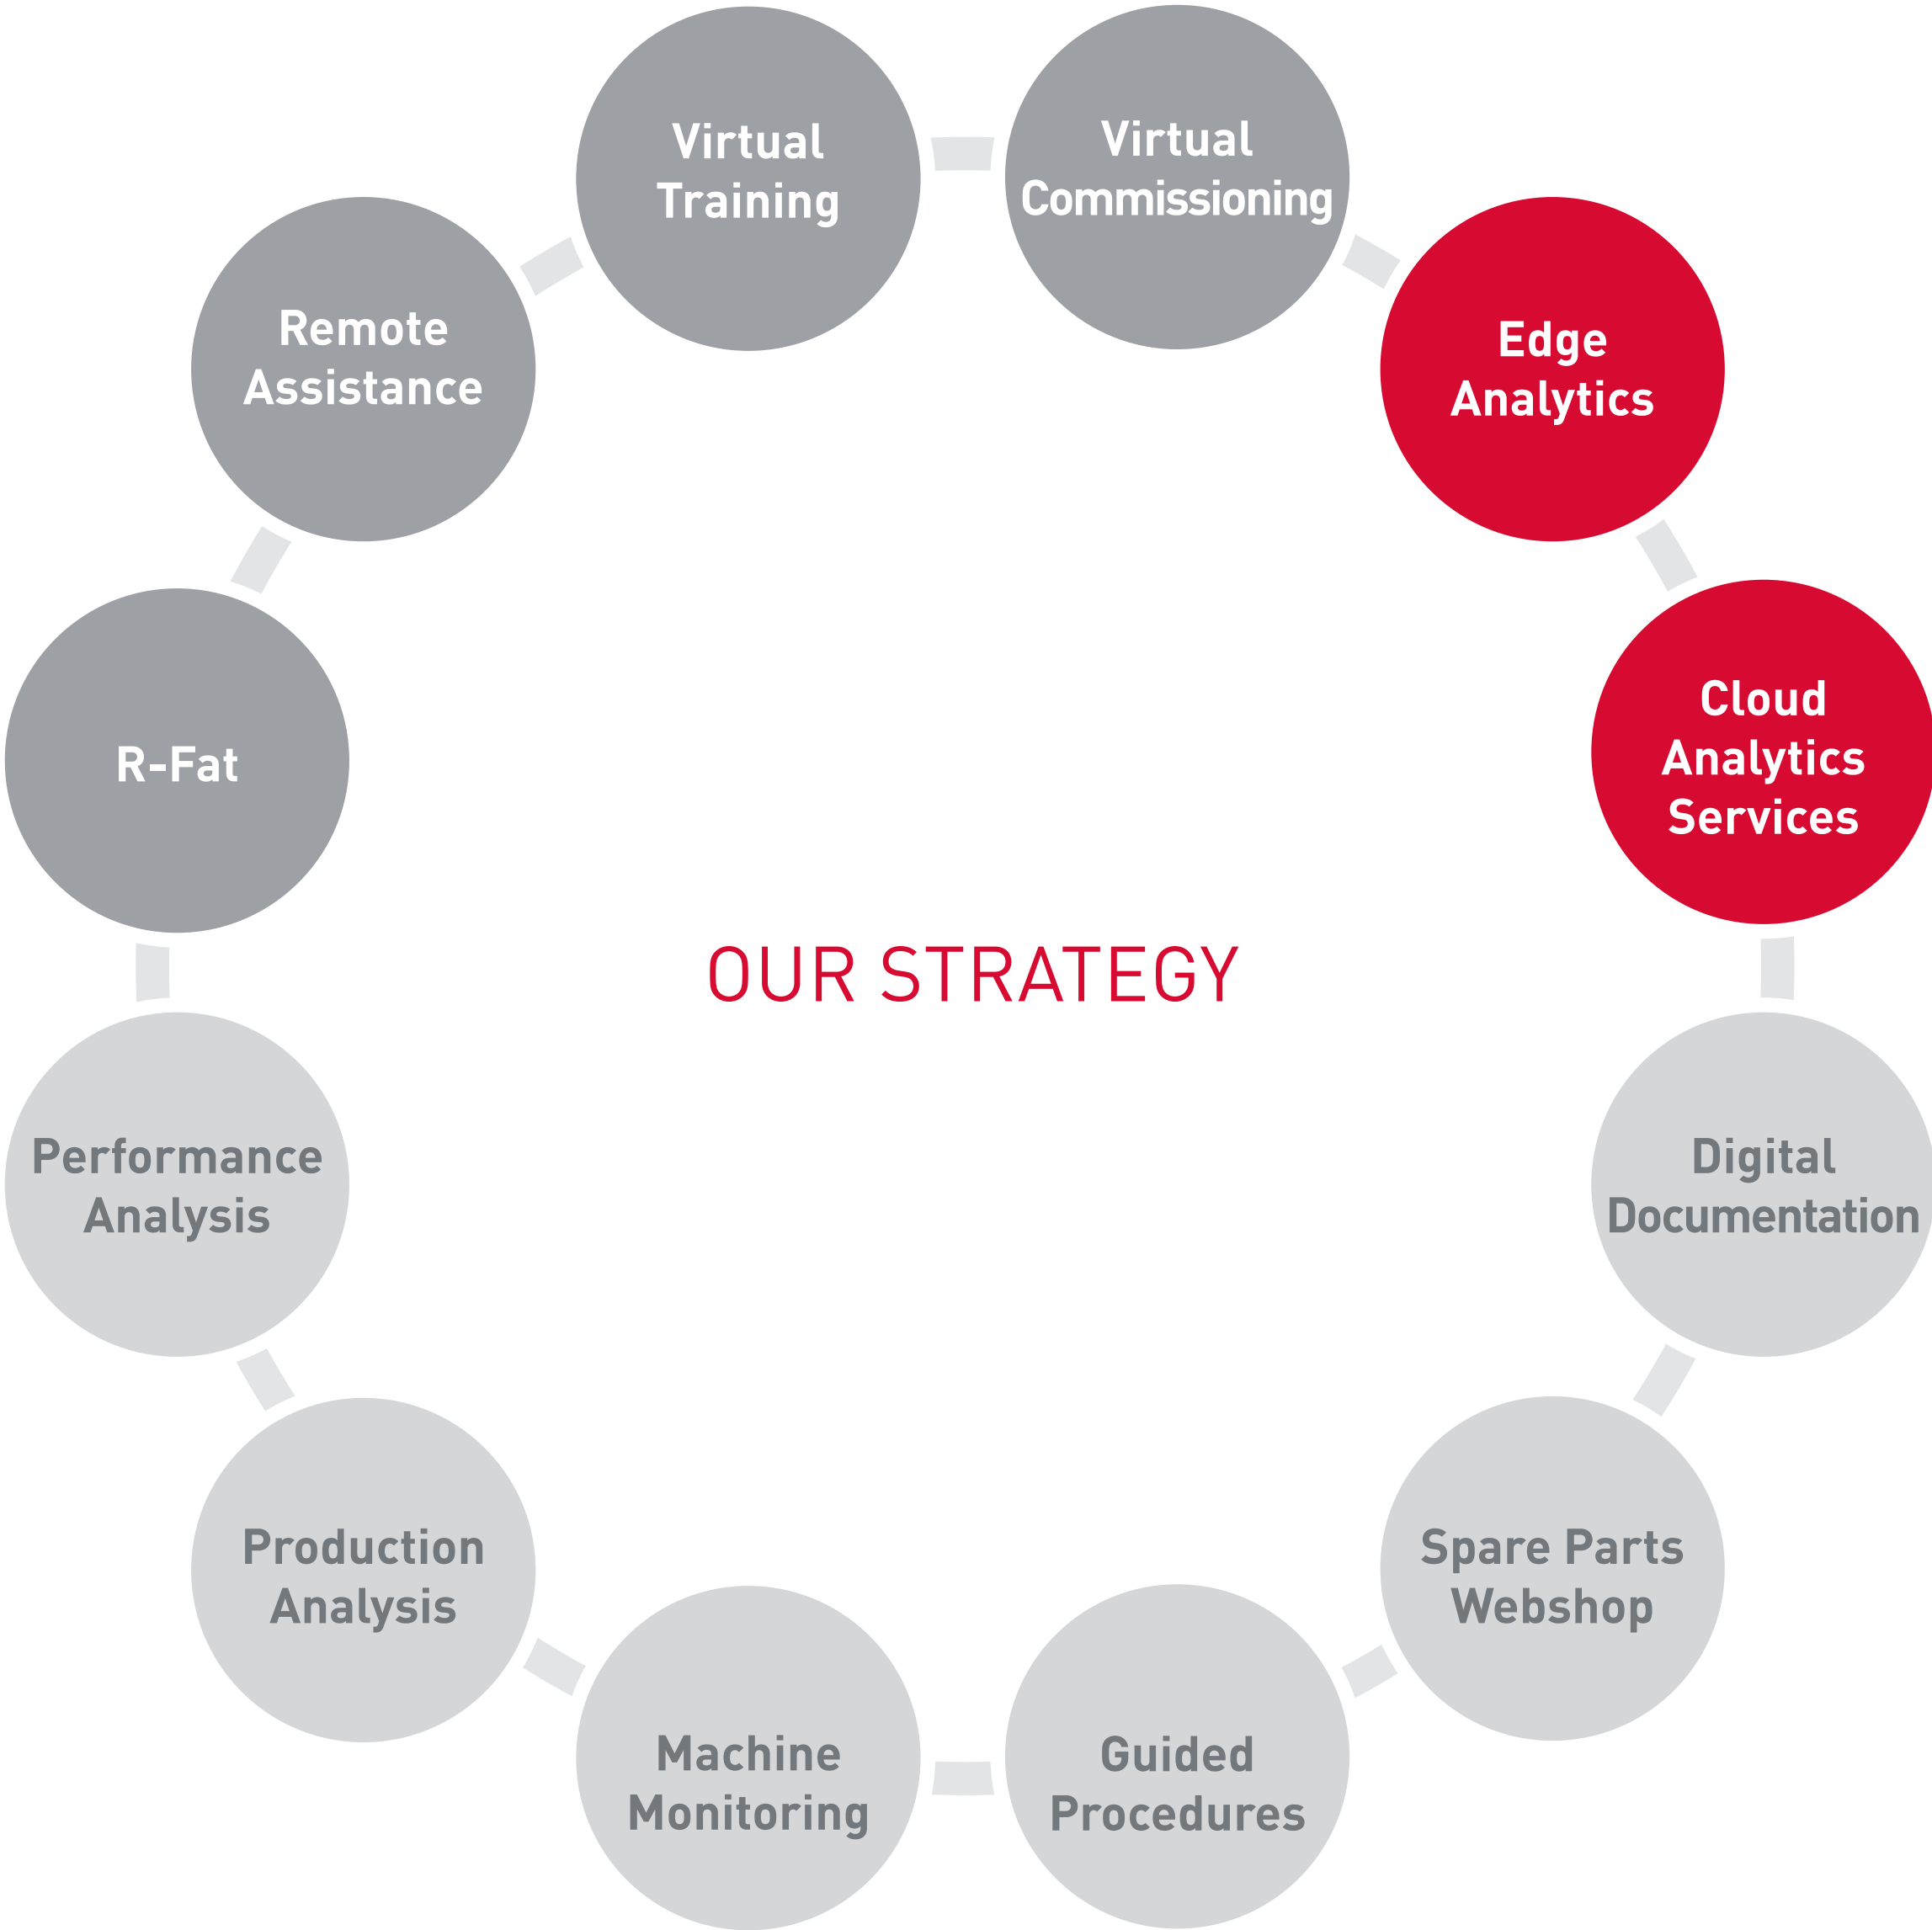 Virtual
Training
Virtual
Commissioning
Edge
Analytics
Cloud
Analytics
Services
Digital
Documentation
Spare Parts
Webshop
Guided
Procedures
Machine
Monitoring
Production
Analysis
Performance
Analysis
R-Fat
Remote
Assistance
OUR STRATEGY